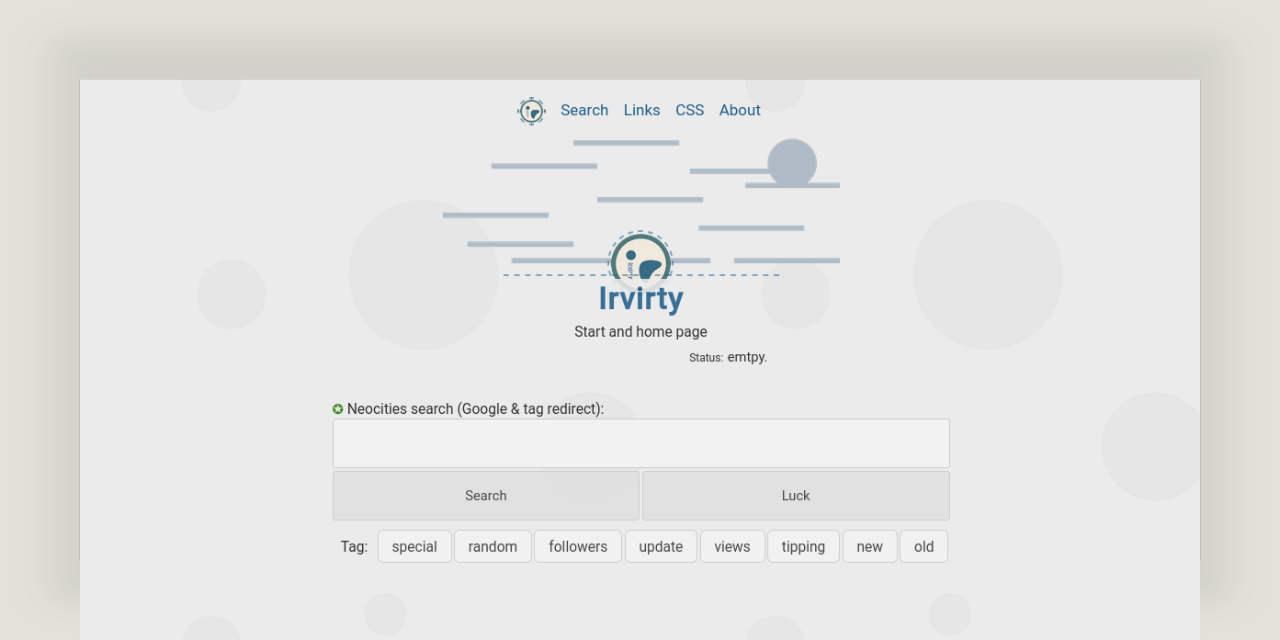 Search Links CSS About
Irvirty
Start and home page
Status: emtpy.
Neocities search (Google & tag redirect):
Search Luck
Tag: special random followers update views tipping new old